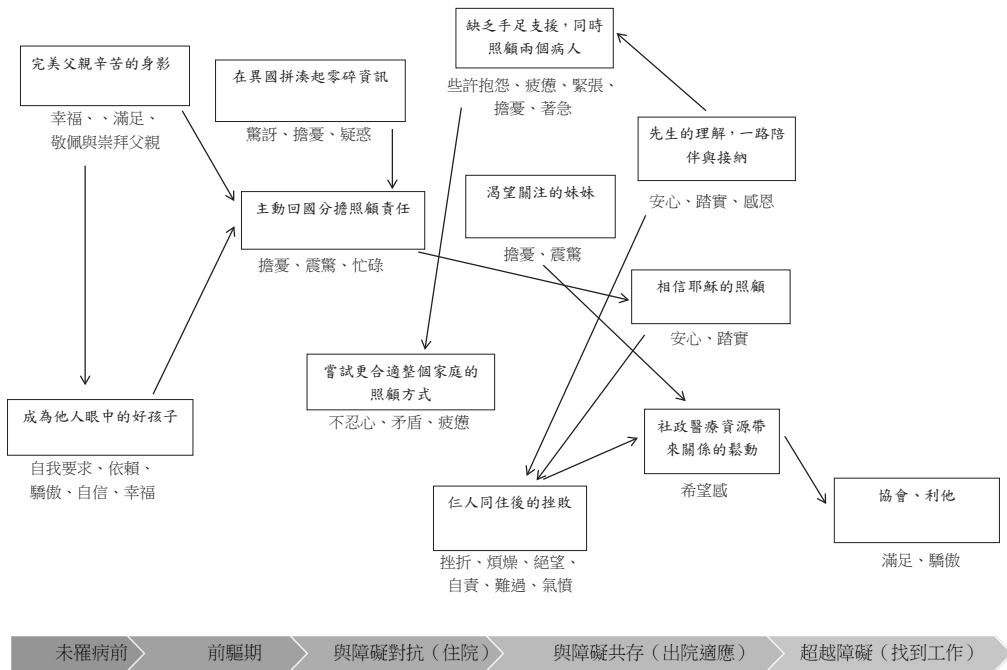 缺乏手足支援，同時
照顧兩個病人
些許抱怨、疲憊、緊張、
擔憂、著急
完美父親辛苦的身影
幸福、、滿足、
敬佩與崇拜父親
在異國拼湊起零碎資訊
驚訝、擔憂、疑惑
先生的理解，一路陪
伴與接納
安心、踏實、感恩
主動回國分擔照顧責任
擔憂、震驚、忙碌
渴望關注的妹妹
擔憂、震驚
相信耶穌的照顧
安心、踏實
嘗試更合適整個家庭的
照顧方式
不忍心、矛盾、疲憊
成為他人眼中的好孩子
自我要求、依賴、
驕傲、自信、幸福
社政醫療資源帶
來關係的鬆動
希望感
仨人同住後的挫敗
挫折、煩燥、絕望、
自責、難過、氣憤
協會、利他
滿足、驕傲
未罹病前
前驅期
與障礙對抗（住院）
與障礙共存（出院適應）
超越障礙（找到工作）